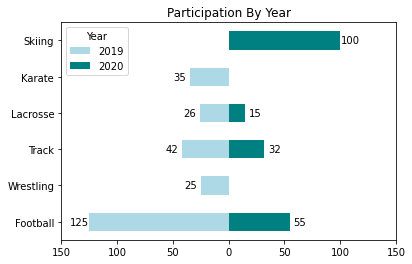 Participation By Year
Year
2019
2020
Skiing
100
Karate
35
Lacrosse
26 15
Track
42 32
Wrestling
25
Football
125 55
150 100 50 0 50 100 150